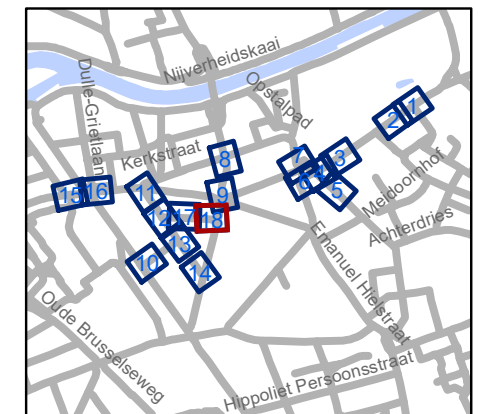 Nijverheidskaai
Dulle-Grietlaan
Opstalpad
Kerkstraat
Meldoornhof
Achterdries
Emanuel Hielstraat
Oude Brusselseweg
Hippoliet Persoonsstraat
1
2
3
4
5
6
7
8
9
10
11
12
13
14
15
16
17
18